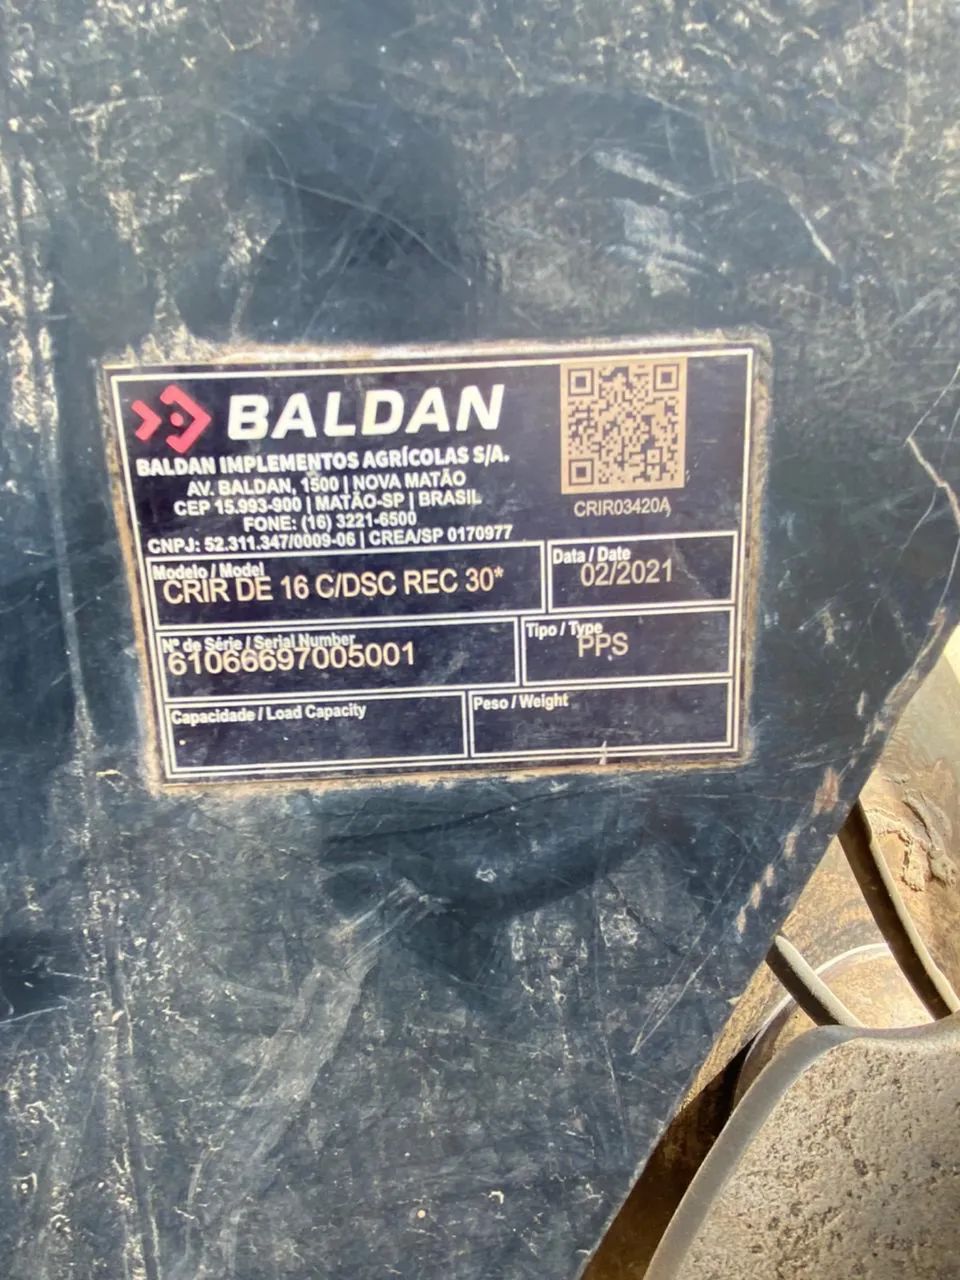 BALDAN
BALDAN IMPLEMENTOS AGRÍCOLAS S/A.
AV. BALDAN, 1500 | NOVA MATÃO
CEP 15.993-900 | MATÃO-SP | BRASIL
FONE: (16) 3221-6500
CNPJ: 52.311.347/0009-06 | CREA/SP 0170977
CRIR03420A
Modelo / Model
CRIR DE 16 C/DSC REC 30*
Data / Date
02/2021
Nº de Série / Serial Number
61066697005001
Tipo / Type
PPS
Capacidade / Load Capacity
Peso / Weight